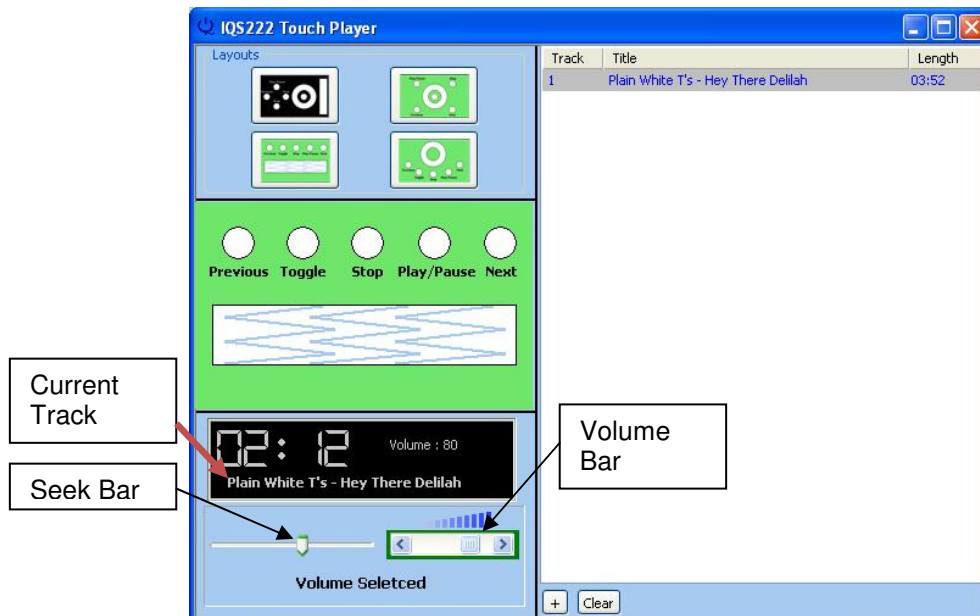 IQS222 Touch Player
Layouts
Track Title Length
1 Plain White T's - Hey There Delilah 03:52
Previous Toggle Stop Play/Pause Next
Current
Track
02:12
Volume : 80
Plain White T's - Hey There Delilah
Volume
Bar
Seek Bar
Volume Seletced
+ Clear